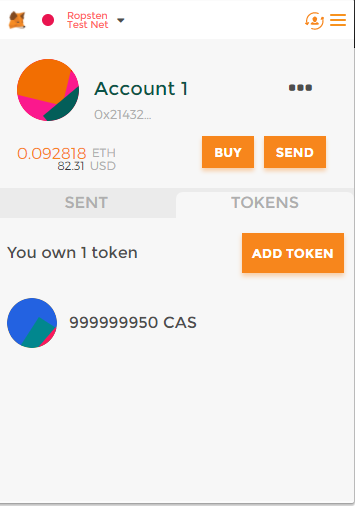 Ropsten
Test Net
Account 1
0x21432...
0.092818 ETH
82.31 USD
BUY
SEND
SENT
TOKENS
You own 1 token
ADD TOKEN
999999950 CAS